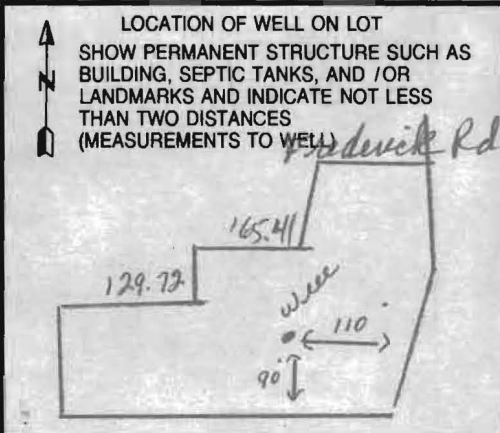 LOCATION OF WELL ON LOT
SHOW PERMANENT STRUCTURE SUCH AS
BUILDING, SEPTIC TANKS, AND /OR
LANDMARKS AND INDICATE NOT LESS
THAN TWO DISTANCES
(MEASUREMENTS TO WELL)
N
Frederick Rd
165.41
129.72
Well
110'
90'